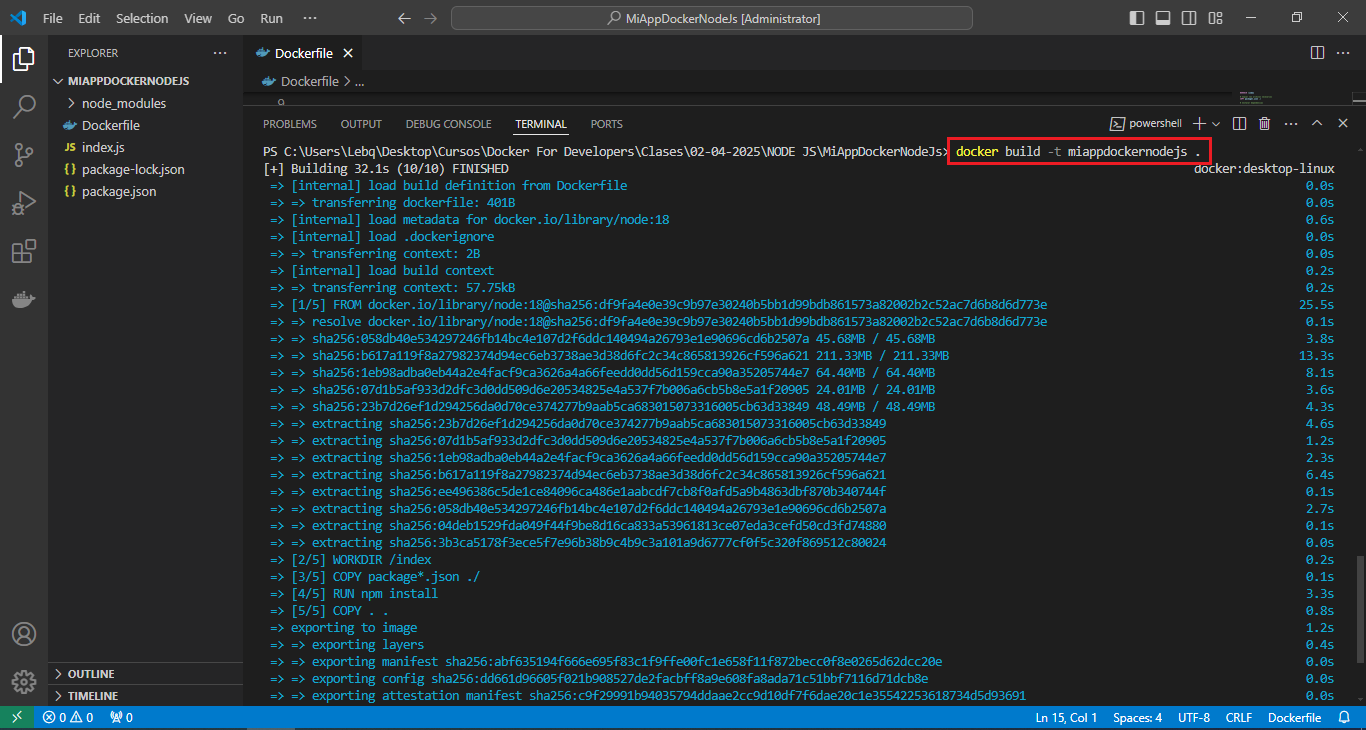 File Edit Selection View Go Run ··· MiAppDockerNodeJs [Administrator]
EXPLORER ···
MIAPPDOCKERNODEJS
node_modules
Dockerfile
JS index.js
{} package-lock.json
{} package.json
OUTLINE
TIMELINE
Dockerfile
Dockerfile > ...
9
PROBLEMS OUTPUT DEBUG CONSOLE TERMINAL PORTS powershell
PS C:\Users\Lebq\Desktop\Cursos\Docker For Developers\Clases\02-04-2025\NODE JS\MiAppDockerNodeJs> docker build -t miappdockernodejs .
[+] Building 32.1s (10/10) FINISHED docker:desktop-linux
=> [internal] load build definition from Dockerfile 0.0s
=> => transferring dockerfile: 401B 0.0s
=> [internal] load metadata for docker.io/library/node:18 0.6s
=> [internal] load .dockerignore 0.0s
=> => transferring context: 2B 0.0s
=> [internal] load build context 0.2s
=> => transferring context: 57.75kB 0.2s
=> [1/5] FROM docker.io/library/node:18@sha256:df9fa4e0e39c9b97e30240b5bb1d99bdb861573a82002b2c52ac7d6b8d6d773e 25.5s
=> => resolve docker.io/library/node:18@sha256:df9fa4e0e39c9b97e30240b5bb1d99bdb861573a82002b2c52ac7d6b8d6d773e 0.1s
=> => sha256:058db40e534297246fb14bc4e107d2f6ddc140494a26793e1e90696cd6b2507a 45.68MB / 45.68MB 3.8s
=> => sha256:b617a119f8a27982374d94ec6eb3738ae3d38d6fc2c34c865813926cf596a621 211.33MB / 211.33MB 13.3s
=> => sha256:1eb98adba0eb44a2e4facf9ca3626a4a66feedd0dd56d159cca90a35205744e7 64.40MB / 64.40MB 8.1s
=> => sha256:07d1b5af933d2dfc3d0dd509d6e20534825e4a537f7b006a6cb5b8e5a1f20905 24.01MB / 24.01MB 3.6s
=> => sha256:23b7d26ef1d294256da0d70ce374277b9aab5ca683015073316005cb63d33849 48.49MB / 48.49MB 4.3s
=> => extracting sha256:23b7d26ef1d294256da0d70ce374277b9aab5ca683015073316005cb63d33849 4.6s
=> => extracting sha256:07d1b5af933d2dfc3d0dd509d6e20534825e4a537f7b006a6cb5b8e5a1f20905 1.2s
=> => extracting sha256:1eb98adba0eb44a2e4facf9ca3626a4a66feedd0dd56d159cca90a35205744e7 2.3s
=> => extracting sha256:b617a119f8a27982374d94ec6eb3738ae3d38d6fc2c34c865813926cf596a621 6.4s
=> => extracting sha256:ee496386c5de1ce84096ca486e1aabcdf7cb8f0afd5a9b4863dbf870b340744f 0.1s
=> => extracting sha256:058db40e534297246fb14bc4e107d2f6ddc140494a26793e1e90696cd6b2507a 2.7s
=> => extracting sha256:04deb1529fda049f44f9be8d16ca833a53961813ce07eda3cefd50cd3fd74880 0.1s
=> => extracting sha256:3b3ca5178f3ece5f7e96b38b9c4b9c3a101a9d6777cf0f5c320f869512c80024 0.0s
=> [2/5] WORKDIR /index 0.2s
=> [3/5] COPY package*.json ./ 0.1s
=> [4/5] RUN npm install 3.3s
=> [5/5] COPY . . 0.8s
=> exporting to image 1.2s
=> => exporting layers 0.4s
=> => exporting manifest sha256:abf635194f666e695f83c1f9ffe00fc1e658f11f872becc0f8e0265d62dcc20e 0.0s
=> => exporting config sha256:dd661d96605f021b908527de2facbff8a9e608fa8ada71c51bbf7116d71dcb8e 0.0s
=> => exporting attestation manifest sha256:c9f29991b94035794ddaae2cc9d10df7f6dae20c1e35542253618734d5d93691 0.0s
0 0 0 Ln 15, Col 1 Spaces: 4 UTF-8 CRLF Dockerfile